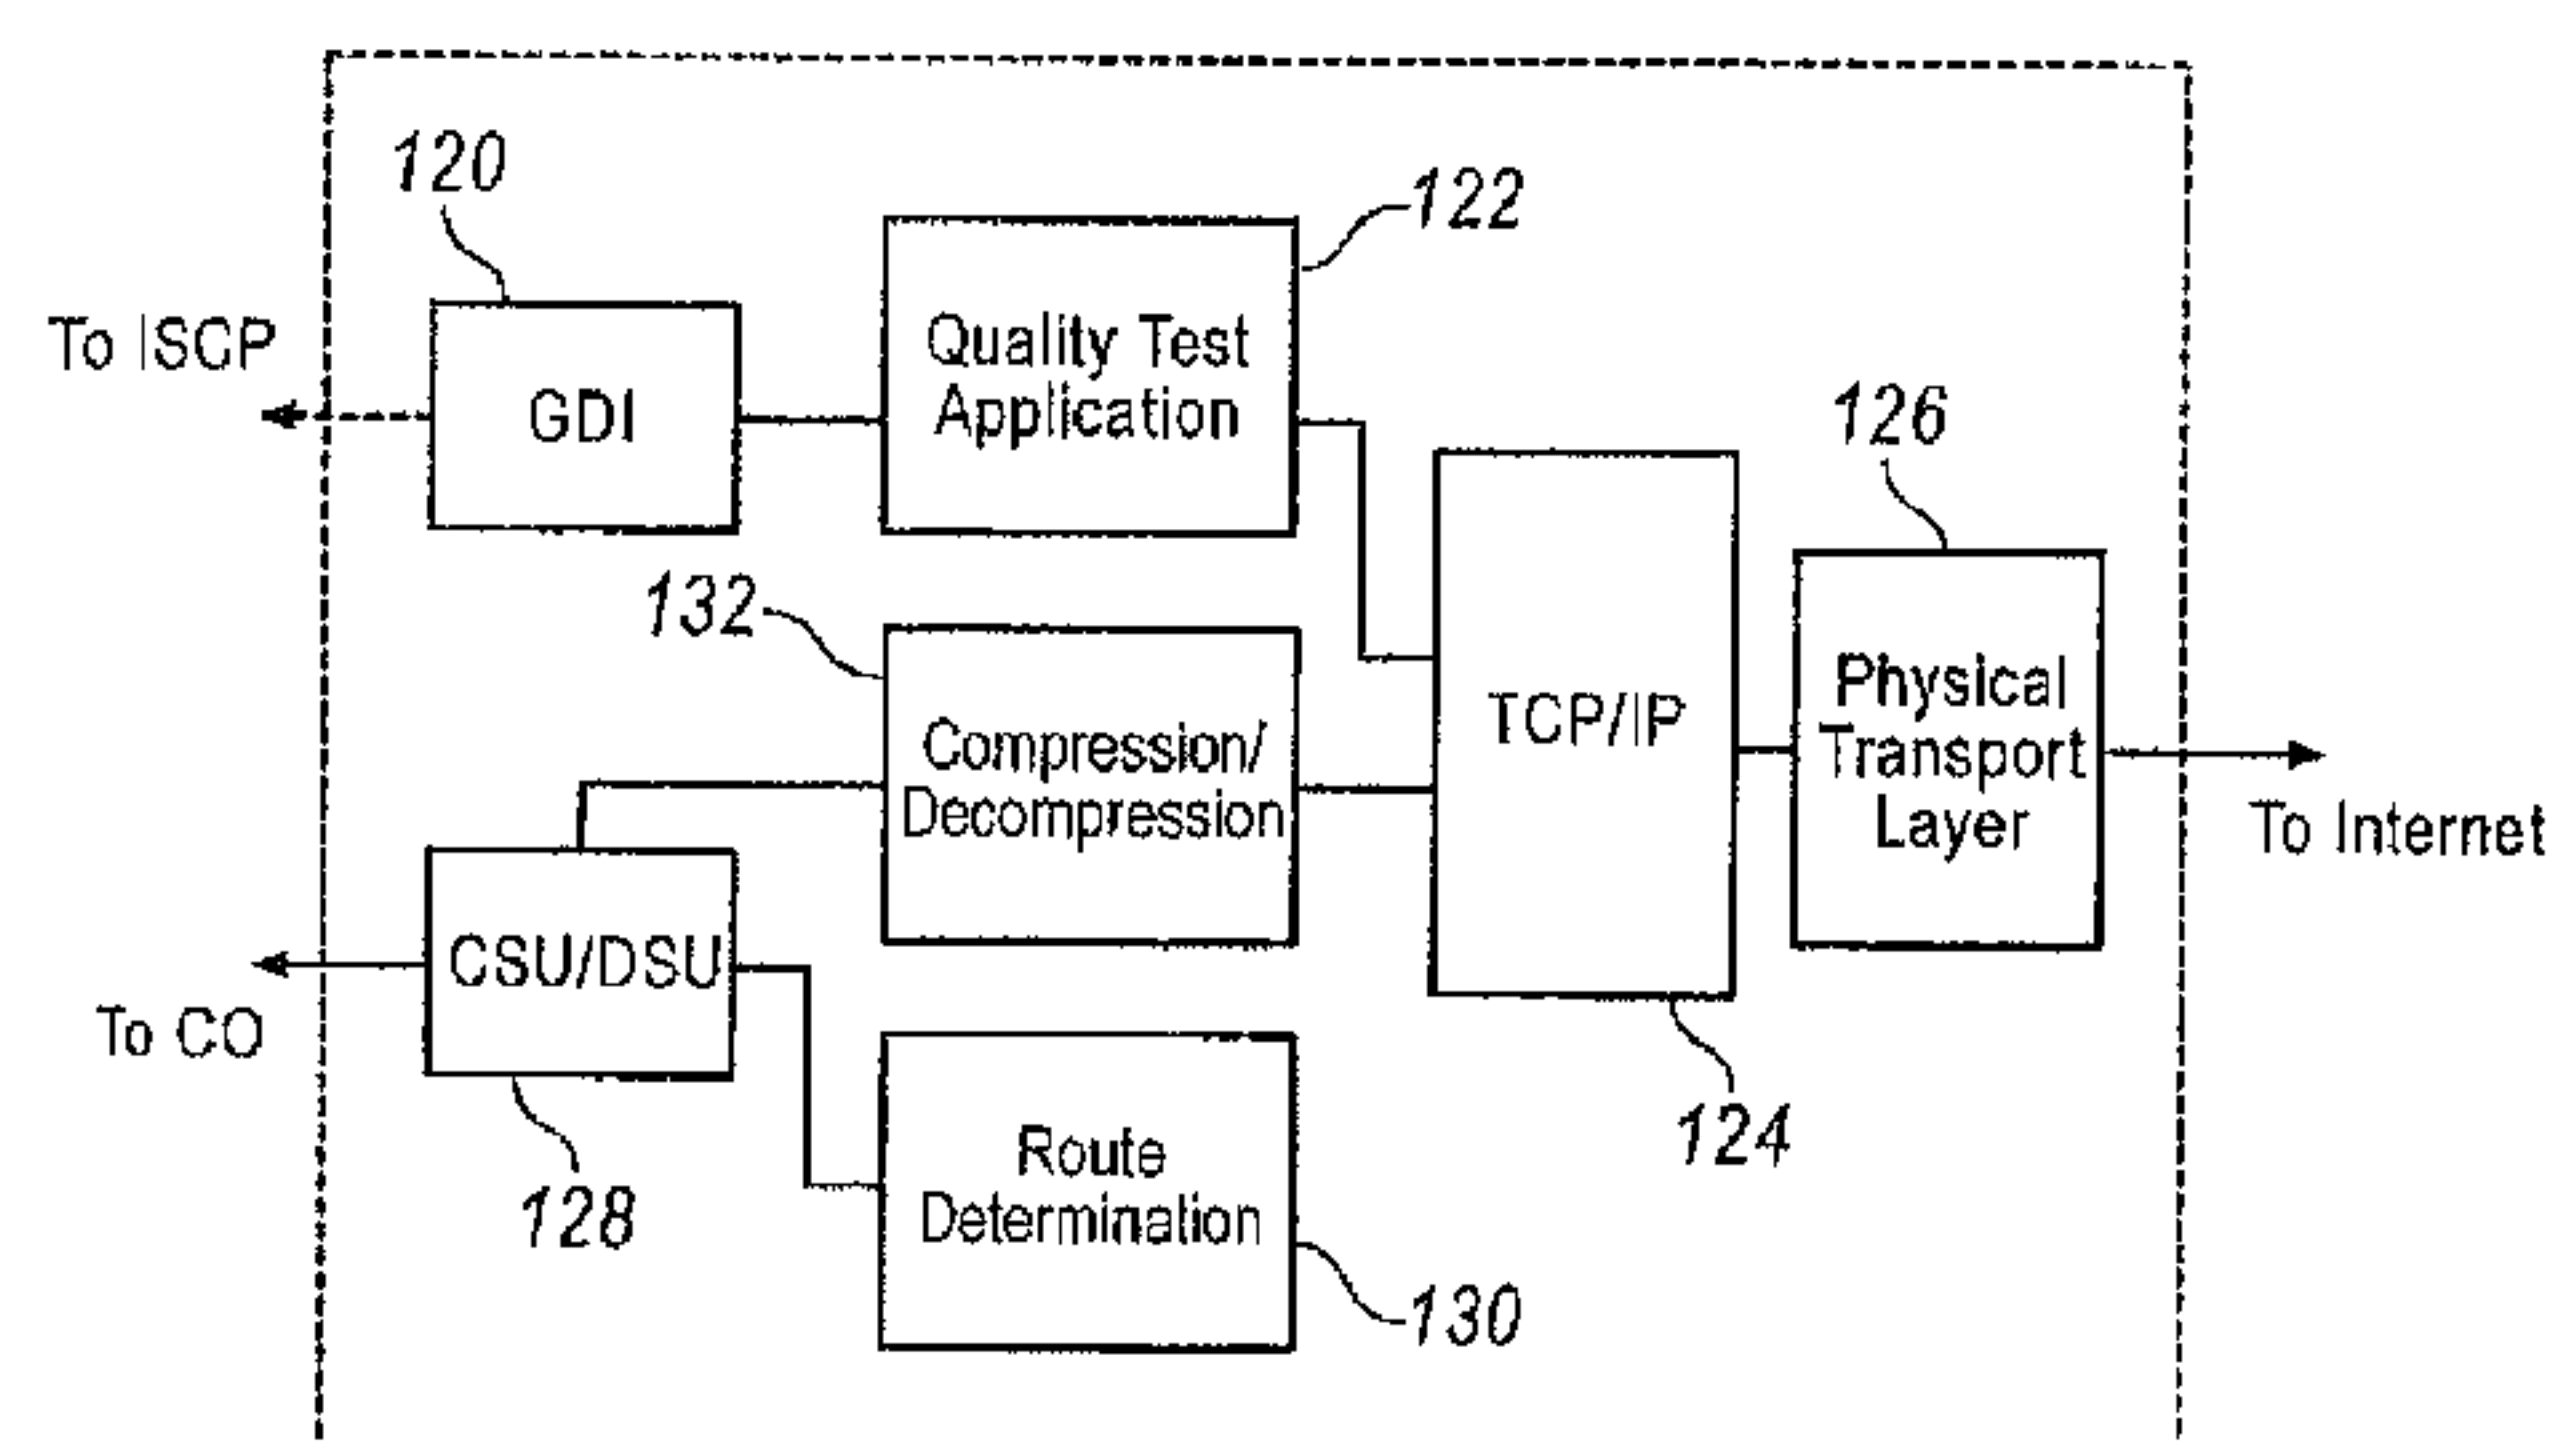 120
122
To ISCP
GDI
Quality Test
Application
126
132
TCP/IP
Physical
Transport
Layer
Compression/
Decompression
To Internet
CSU/DSU
To CO
124
128
Route
Determination
130